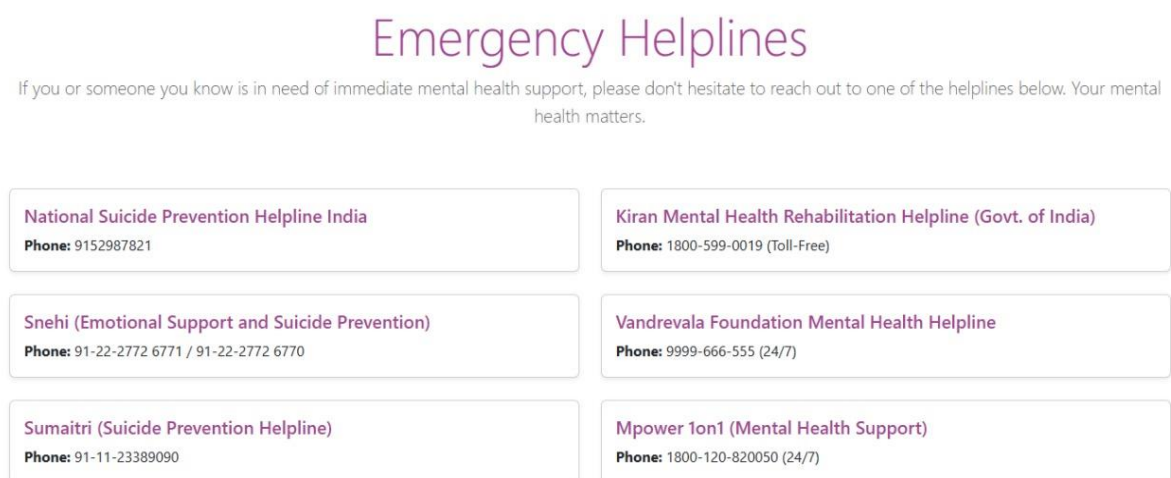 Emergency Helplines
If you or someone you know is in need of immediate mental health support, please don't hesitate to reach out to one of the helplines below. Your mental
health matters.
National Suicide Prevention Helpline India
Phone: 9152987821
Kiran Mental Health Rehabilitation Helpline (Govt. of India)
Phone: 1800-599-0019 (Toll-Free)
Snehi (Emotional Support and Suicide Prevention)
Phone: 91-22-2772 6771 / 91-22-2772 6770
Vandrevala Foundation Mental Health Helpline
Phone: 9999-666-555 (24/7)
Sumaitri (Suicide Prevention Helpline)
Phone: 91-11-23389090
Mpower 1on1 (Mental Health Support)
Phone: 1800-120-820050 (24/7)